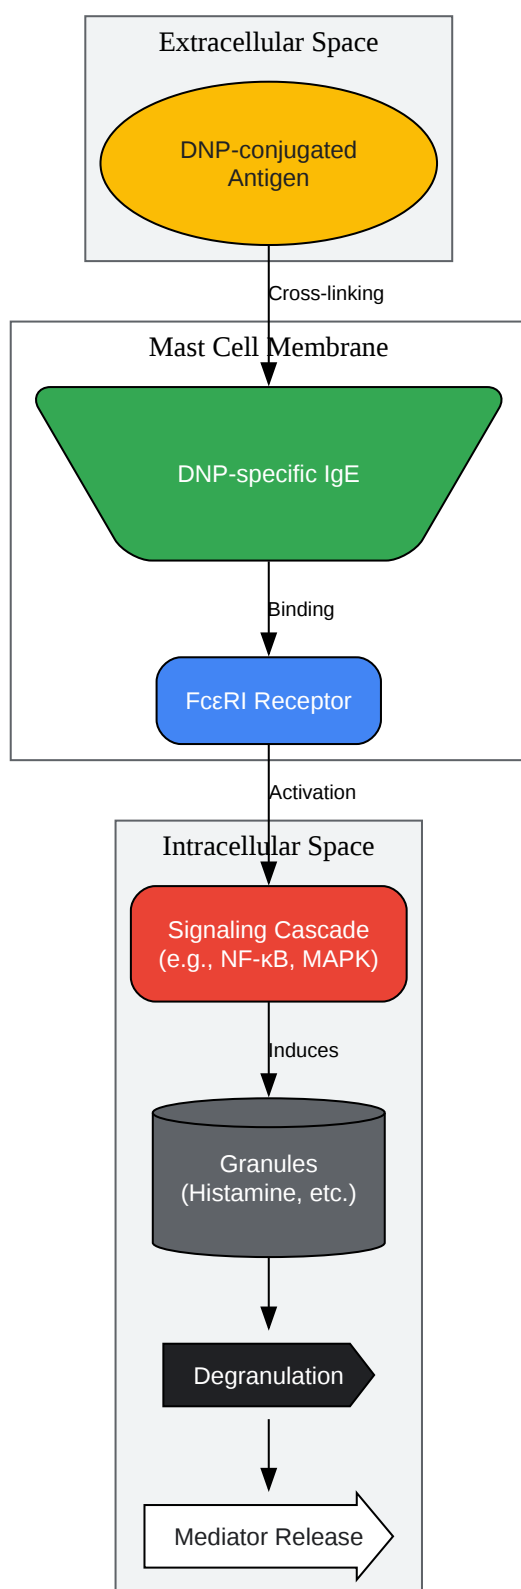 Extracellular Space
DNP-conjugated
Antigen
Cross-linking
Mast Cell Membrane
DNP-specific IgE
Binding
FcεRI Receptor
Activation
Intracellular Space
Signaling Cascade
(e.g., NF-κB, MAPK)
Induces
Granules
(Histamine, etc.)
Degranulation
Mediator Release